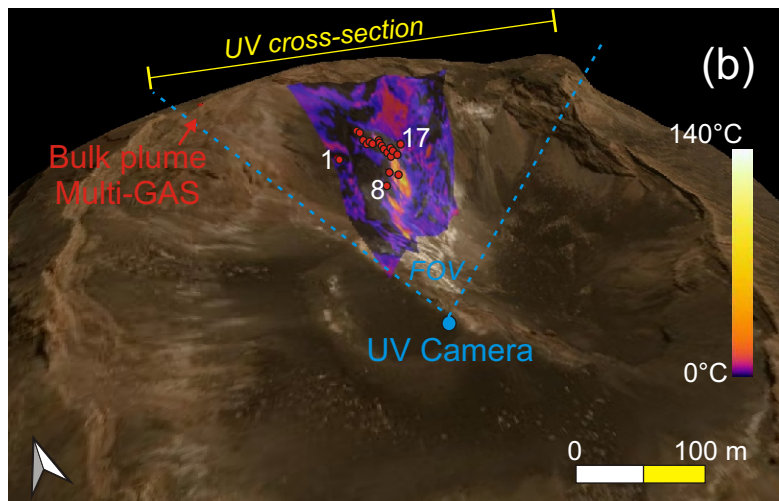 UV cross-section
(b)
140°C
17
1
Bulk plume
Multi-GAS
8
FOV
UV Camera
0°C
0 100 m